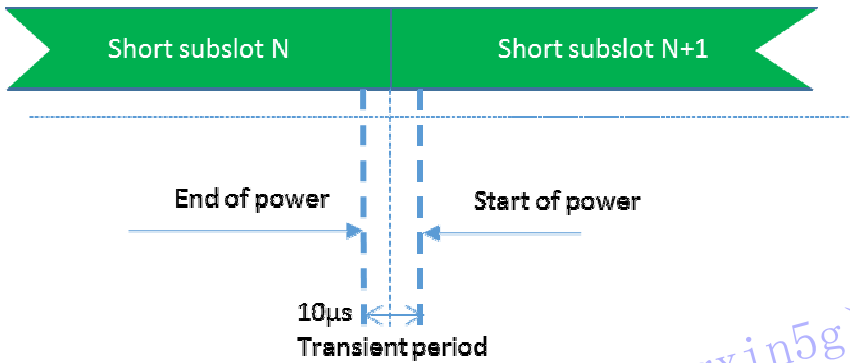 Short subslot N
Short subslot N+1
End of power
Start of power
10µs
Transient period